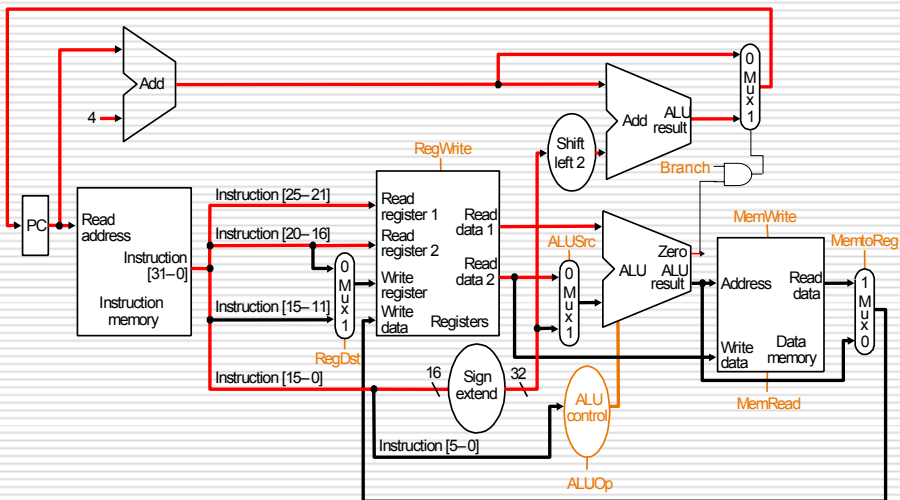 Add
4
0
Mux
1
Add
ALU
result
Shift
left 2
RegWrite
Branch
PC
Read
address
Instruction
[31–0]
Instruction
memory
Instruction [25–21]
Instruction [20–16]
Instruction [15–11]
Instruction [15–0]
Instruction [5–0]
0
Mux
1
RegDst
Read
register 1
Read
register 2
Write
register
Write
data
Read
data 1
Read
data 2
Registers
16
Sign
extend
32
ALUSrc
0
Mux
1
Zero
ALU
ALU
result
ALU
control
ALUOp
MemWrite
Address
Read
data
Write
data
Data
memory
MemRead
MemtoReg
1
Mux
0